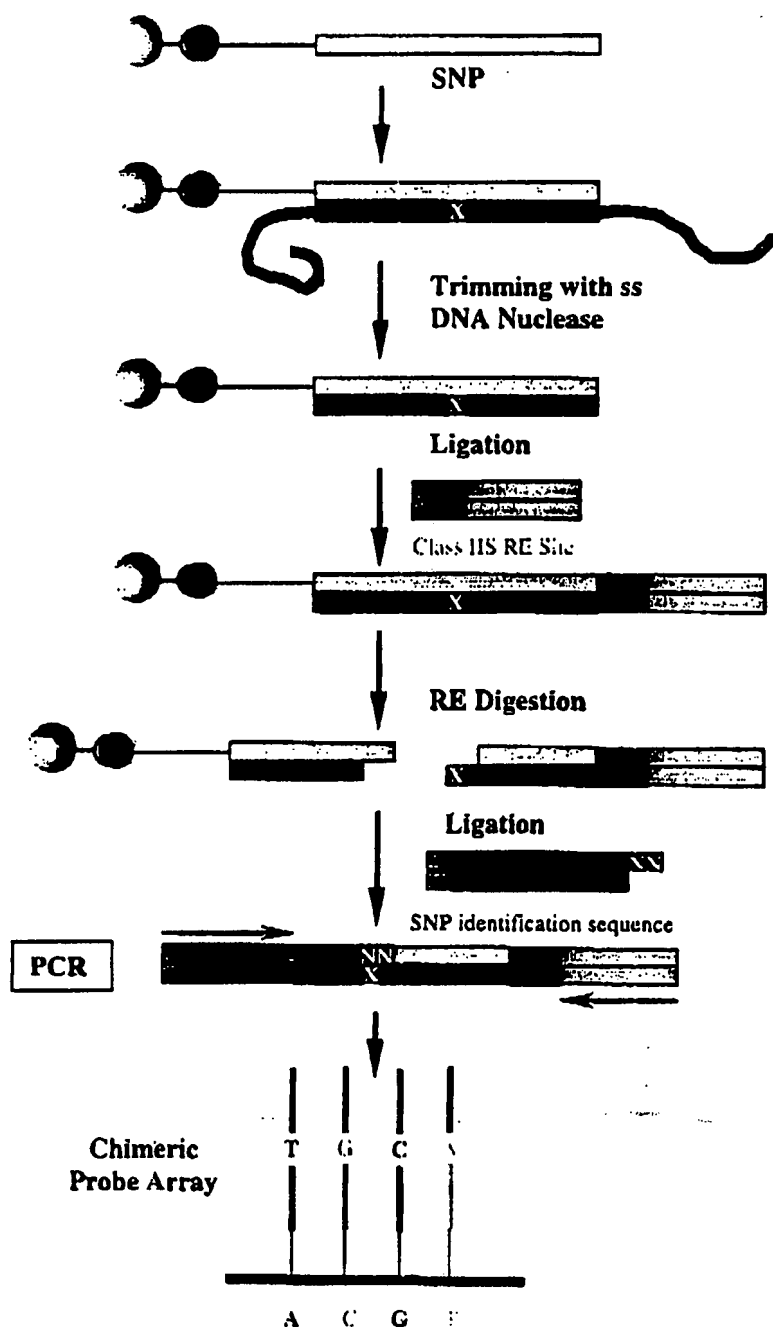 SNP
X
Trimming with ss
DNA Nuclease
X
Ligation
Class IIS RE Site
X
RE Digestion
X
Ligation
XX
SNP identification sequence
PCR
NN
X
Chimeric
Probe Array
T G C
A C G